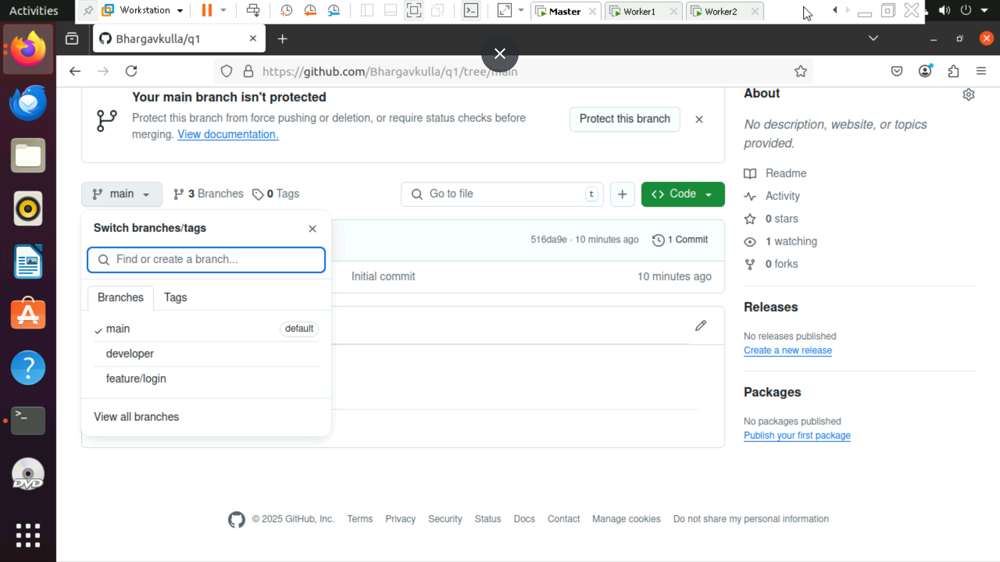 Activities
Workstation
Master
Worker1
Worker2
Bhargavkulla/q1
https://github.com/Bhargavkulla/q1/tree/main
Your main branch isn't protected
Protect this branch from force pushing or deletion, or require status checks before
merging. View documentation.
Protect this branch
About
No description, website, or topics
provided.
Readme
Activity
0 stars
1 watching
0 forks
main
3 Branches
0 Tags
Go to file
t
Code
Switch branches/tags
Find or create a branch...
Branches
Tags
main
default
developer
feature/login
View all branches
516da9e · 10 minutes ago
1 Commit
Initial commit
10 minutes ago
Releases
No releases published
Create a new release
Packages
No packages published
Publish your first package
DVD
© 2025 GitHub, Inc.
Terms
Privacy
Security
Status
Docs
Contact
Manage cookies
Do not share my personal information